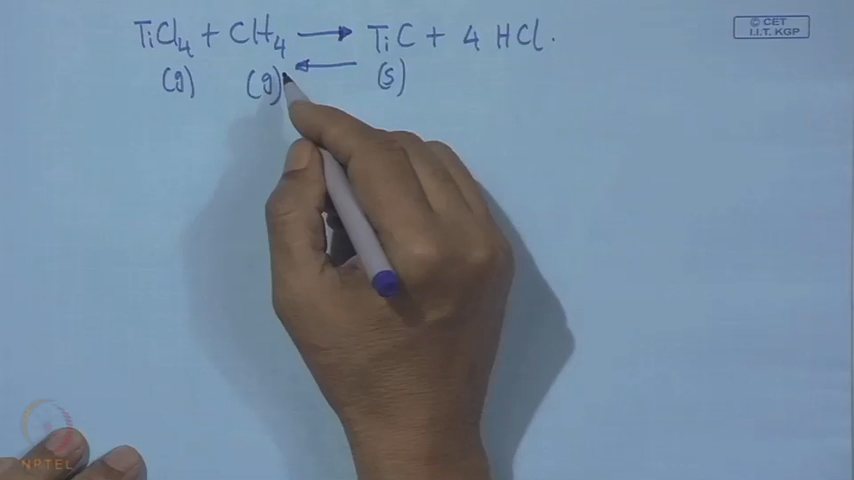 TiCl4 + CH4 ⟶ TiC + 4 HCl.
(g) (g) ⟵ (s)
© CET
I.I.T. KGP
NPTEL